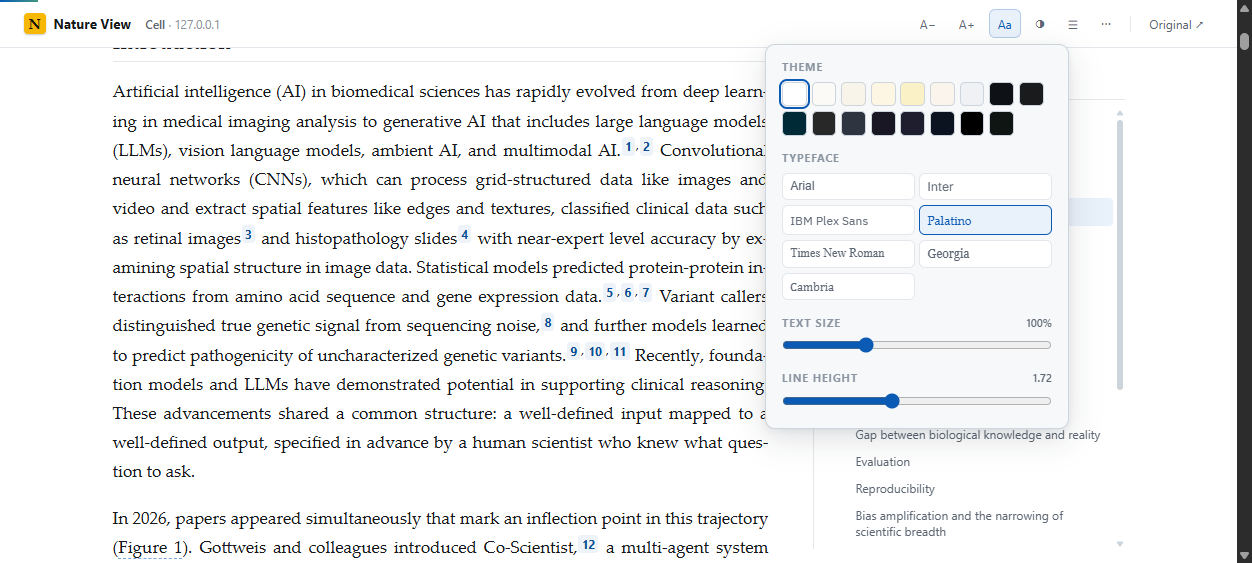 N Nature View Cell · 127.0.0.1 A− A+ Aa Original ↗
Introduction
Artificial intelligence (AI) in biomedical sciences has rapidly evolved from deep learn-
ing in medical imaging analysis to generative AI that includes large language models
(LLMs), vision language models, ambient AI, and multimodal AI. 1, 2 Convolutional
neural networks (CNNs), which can process grid-structured data like images and
video and extract spatial features like edges and textures, classified clinical data such
as retinal images 3 and histopathology slides 4 with near-expert level accuracy by ex-
amining spatial structure in image data. Statistical models predicted protein-protein in-
teractions from amino acid sequence and gene expression data. 5, 6, 7 Variant callers
distinguished true genetic signal from sequencing noise, 8 and further models learned
to predict pathogenicity of uncharacterized genetic variants. 9, 10, 11 Recently, founda-
tion models and LLMs have demonstrated potential in supporting clinical reasoning.
These advancements shared a common structure: a well-defined input mapped to a
well-defined output, specified in advance by a human scientist who knew what ques-
tion to ask.
In 2026, papers appeared simultaneously that mark an inflection point in this trajectory
(Figure 1). Gottweis and colleagues introduced Co-Scientist, 12 a multi-agent system
THEME
TYPEFACE
Arial Inter
IBM Plex Sans Palatino
Times New Roman Georgia
Cambria
TEXT SIZE 100%
LINE HEIGHT 1.72
Gap between biological knowledge and reality
Evaluation
Reproducibility
Bias amplification and the narrowing of
scientific breadth